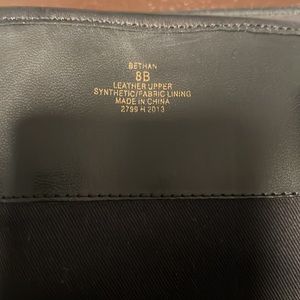 BETHAN
8B
LEATHER UPPER
SYNTHETIC/FABRIC LINING
MADE IN CHINA
2799 H 2013